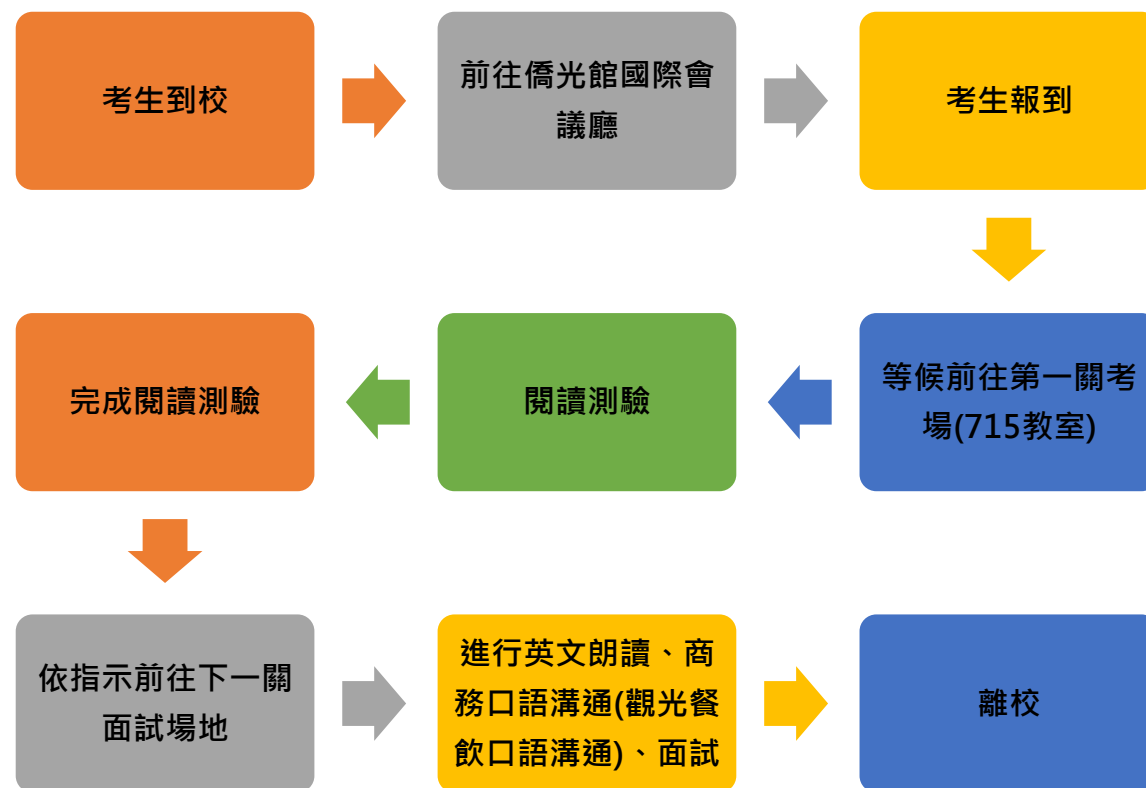 考生到校
前往僑光館國際會
議廳
考生報到
等候前往第一關考
場(715教室)
閱讀測驗
完成閱讀測驗
依指示前往下一關
面試場地
進行英文朗讀、商
務口語溝通(觀光餐
飲口語溝通)、面試
離校